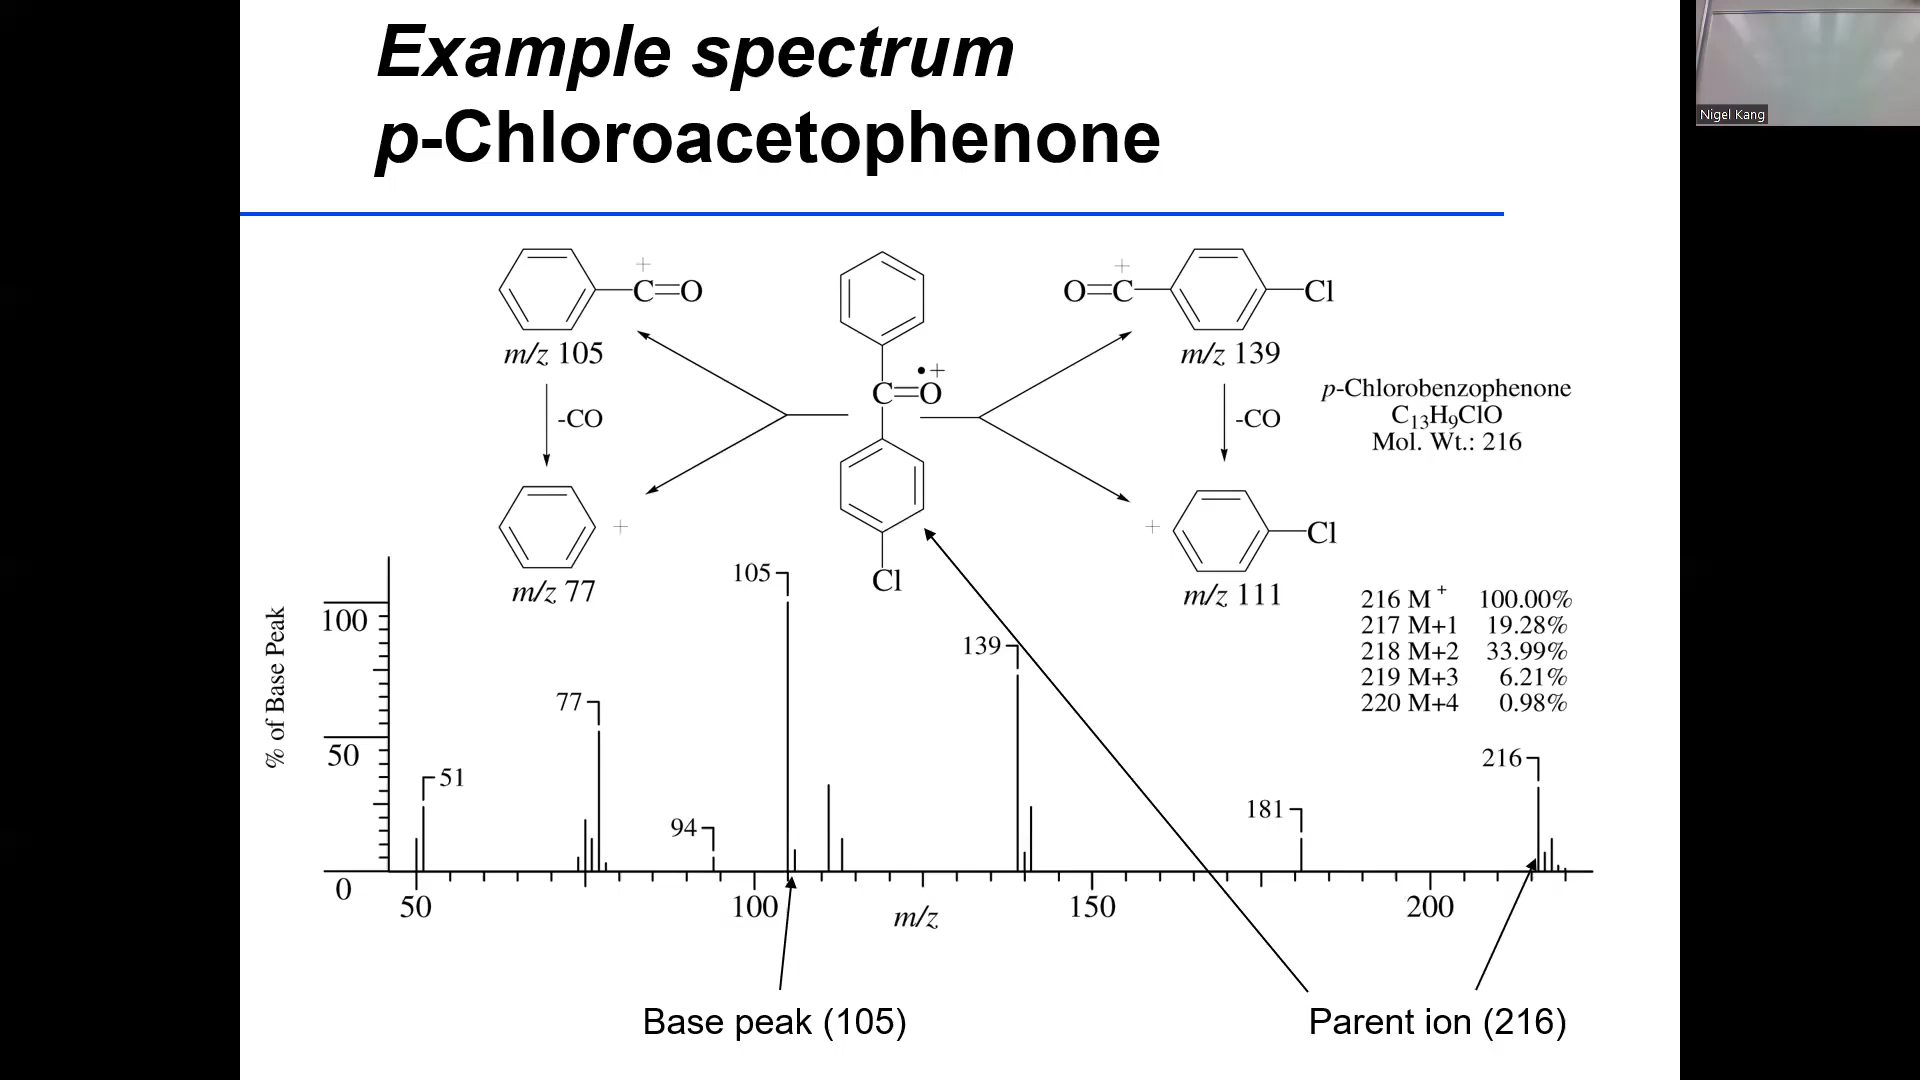 Example spectrum
p-Chloroacetophenone
Nigel Kang
+
C=O
m/z 105
-CO
+
m/z 77
•+
C=O
Cl
+
O=C
Cl
m/z 139
-CO
+
Cl
m/z 111
p-Chlorobenzophenone
C13H9ClO
Mol. Wt.: 216
216 M+ 100.00%
217 M+1 19.28%
218 M+2 33.99%
219 M+3 6.21%
220 M+4 0.98%
% of Base Peak
100
50
0
51
77
94
105
139
181
216
50
100
150
200
m/z
Base peak (105)
Parent ion (216)